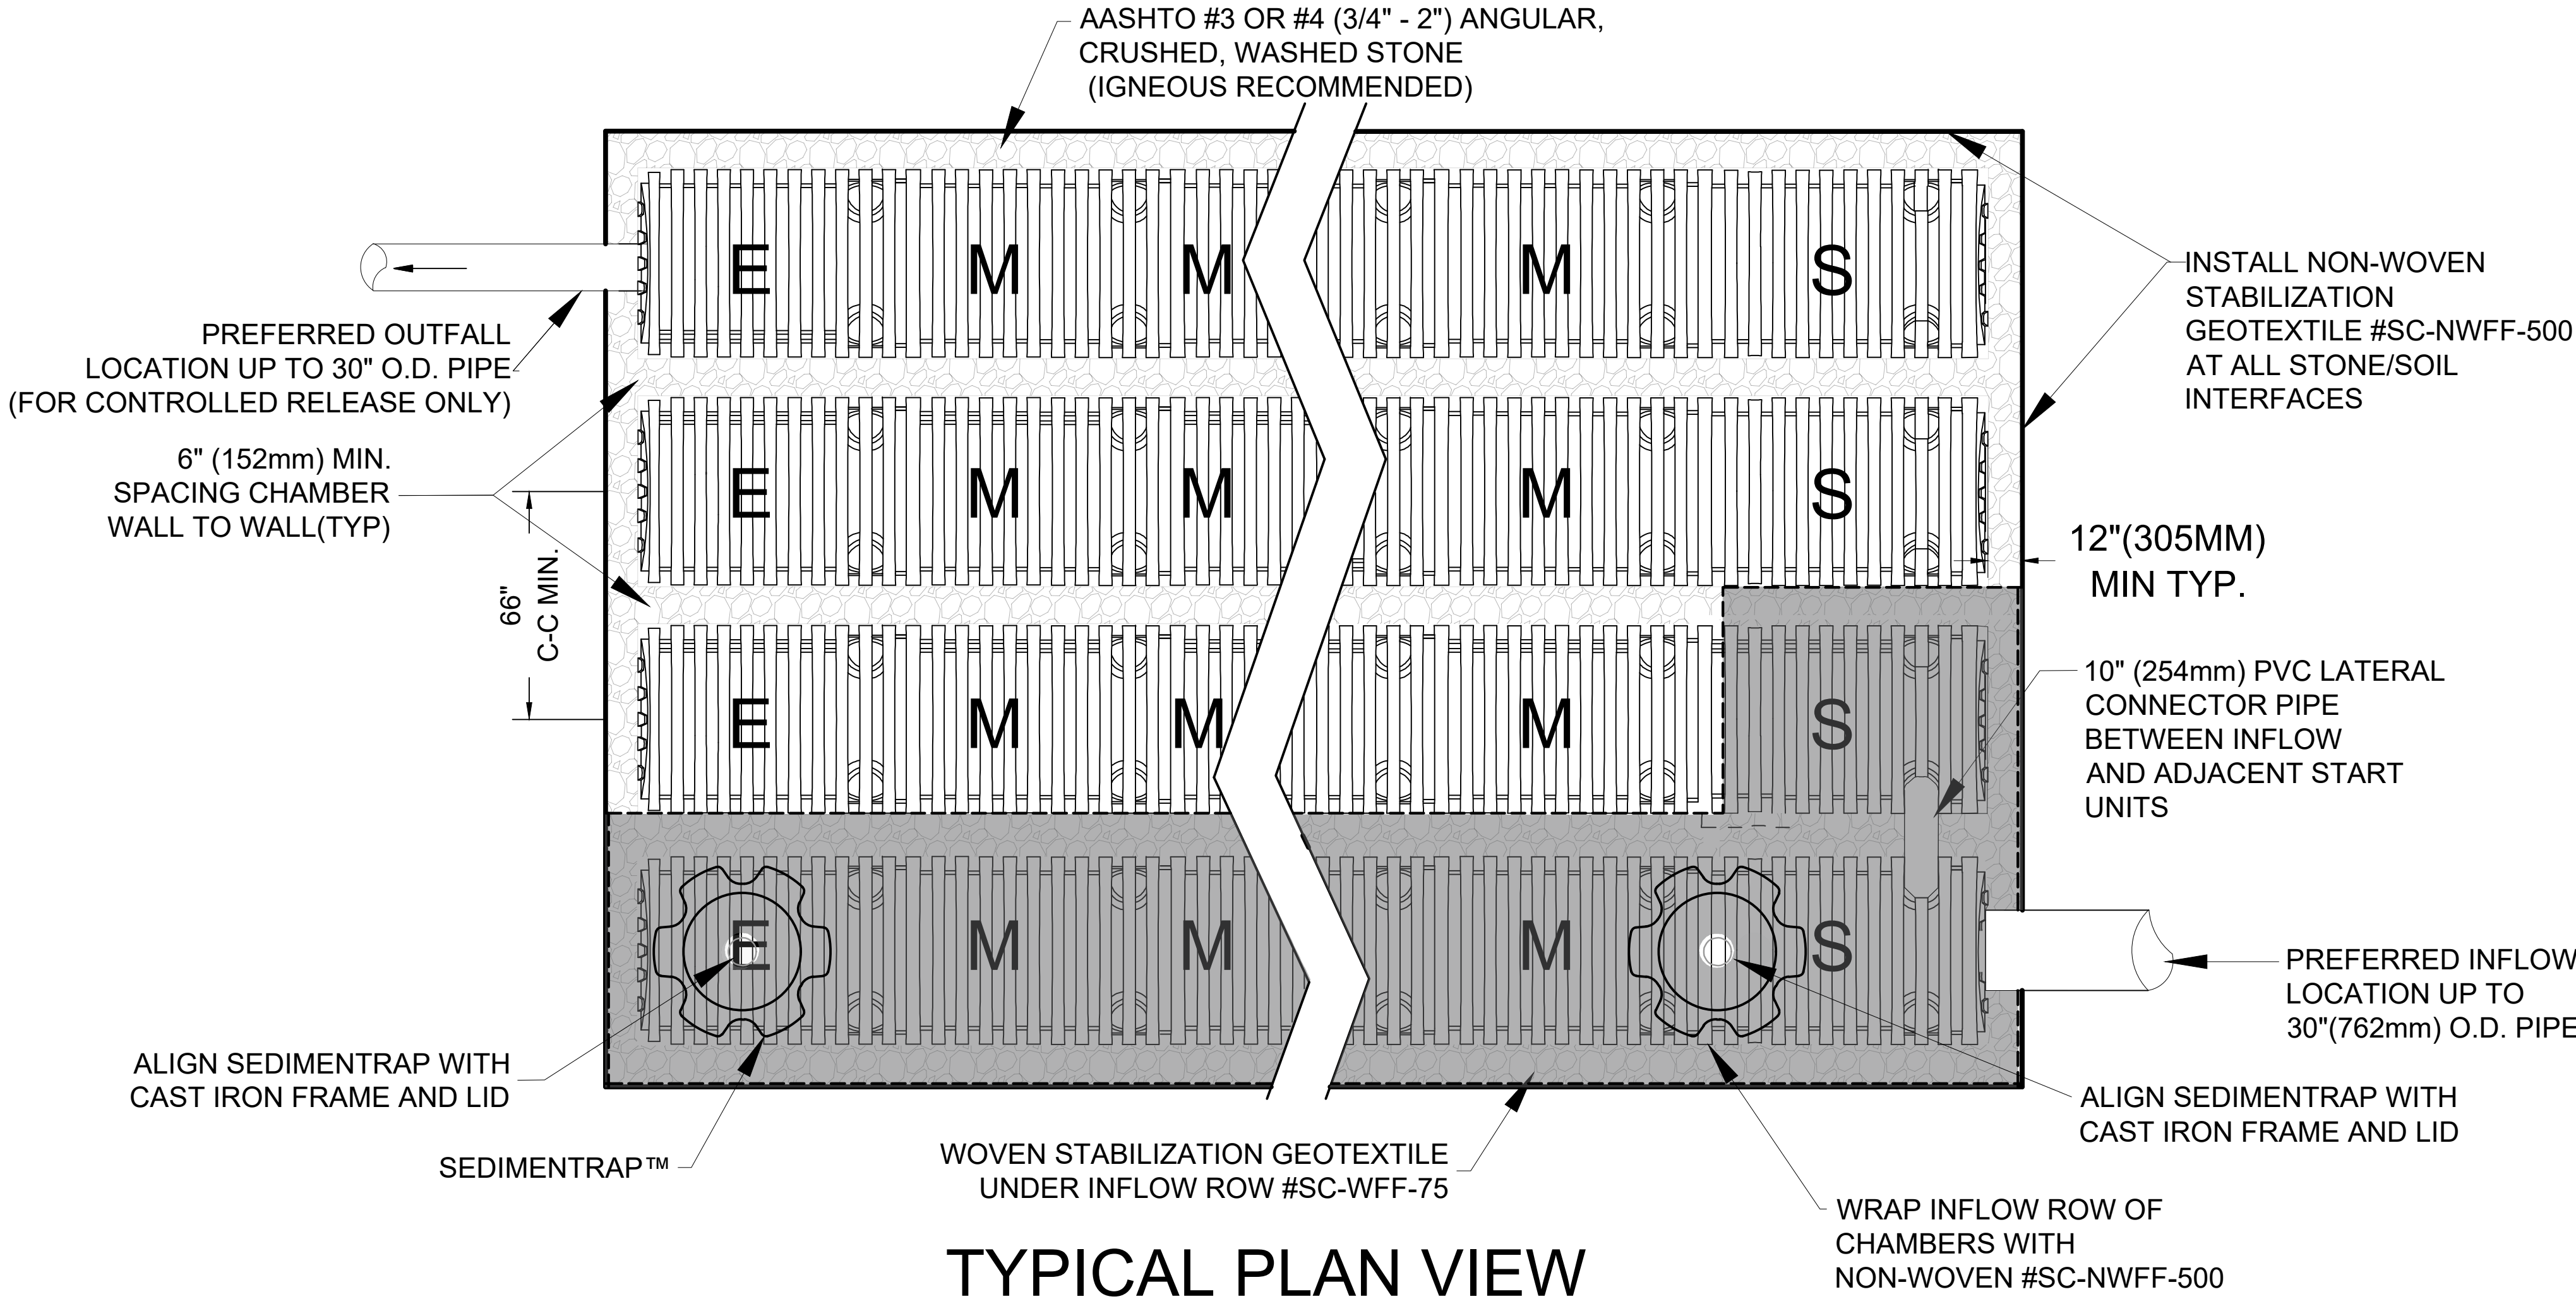 AASHTO #3 OR #4 (3/4" - 2") ANGULAR,
CRUSHED, WASHED STONE
(IGNEOUS RECOMMENDED)
PREFERRED OUTFALL
LOCATION UP TO 30" O.D. PIPE
(FOR CONTROLLED RELEASE ONLY)
6" (152mm) MIN.
SPACING CHAMBER
WALL TO WALL(TYP)
66"
C-C MIN.
E M M M S
E M M M S
E M M M S
E M M M S
INSTALL NON-WOVEN
STABILIZATION
GEOTEXTILE #SC-NWFF-500
AT ALL STONE/SOIL
INTERFACES
12"(305MM)
MIN TYP.
10" (254mm) PVC LATERAL
CONNECTOR PIPE
BETWEEN INFLOW
AND ADJACENT START
UNITS
PREFERRED INFLOW
LOCATION UP TO
30"(762mm) O.D. PIPE
ALIGN SEDIMENTRAP WITH
CAST IRON FRAME AND LID
SEDIMENTRAP™
WOVEN STABILIZATION GEOTEXTILE
UNDER INFLOW ROW #SC-WFF-75
ALIGN SEDIMENTRAP WITH
CAST IRON FRAME AND LID
WRAP INFLOW ROW OF
CHAMBERS WITH
NON-WOVEN #SC-NWFF-500
TYPICAL PLAN VIEW